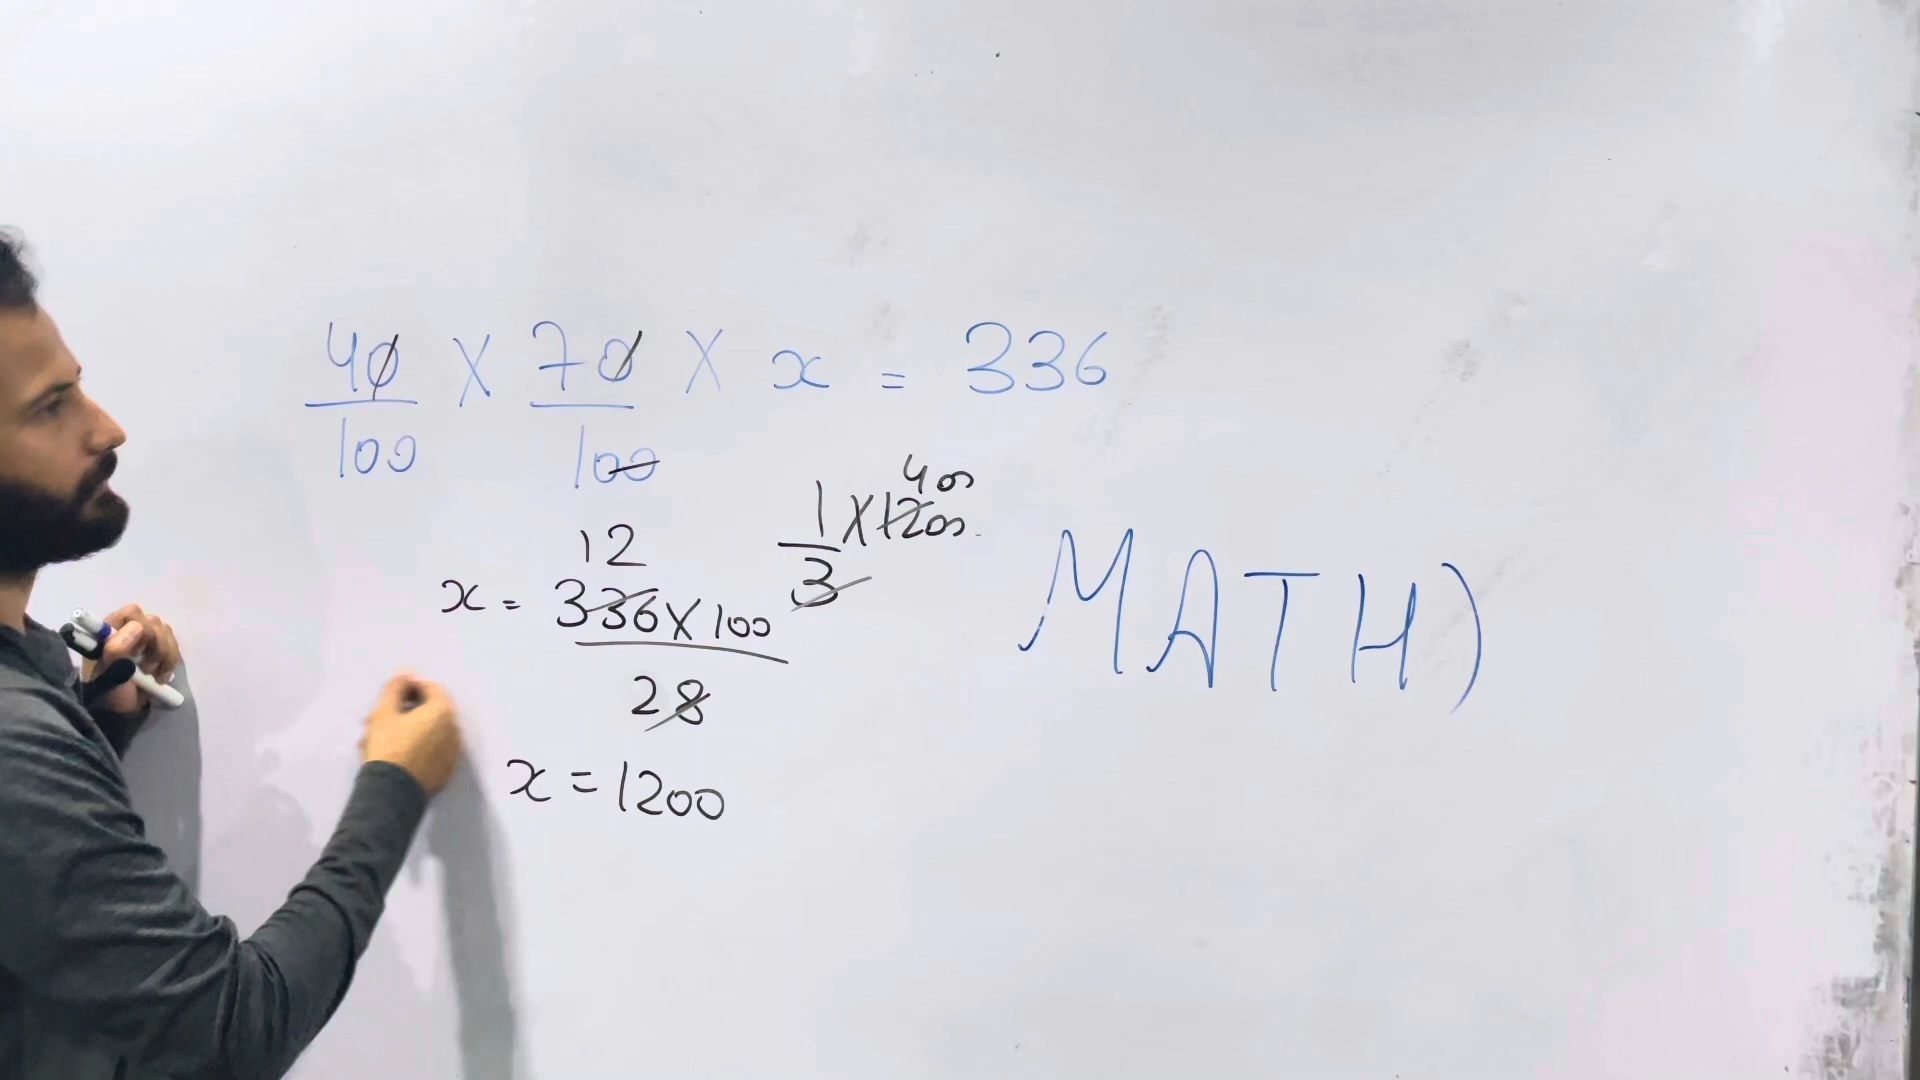 40 X 70 X x = 336
100 100
400
1 X 1200
3
12
x = 336 X 100
28
x = 1200
MATH)